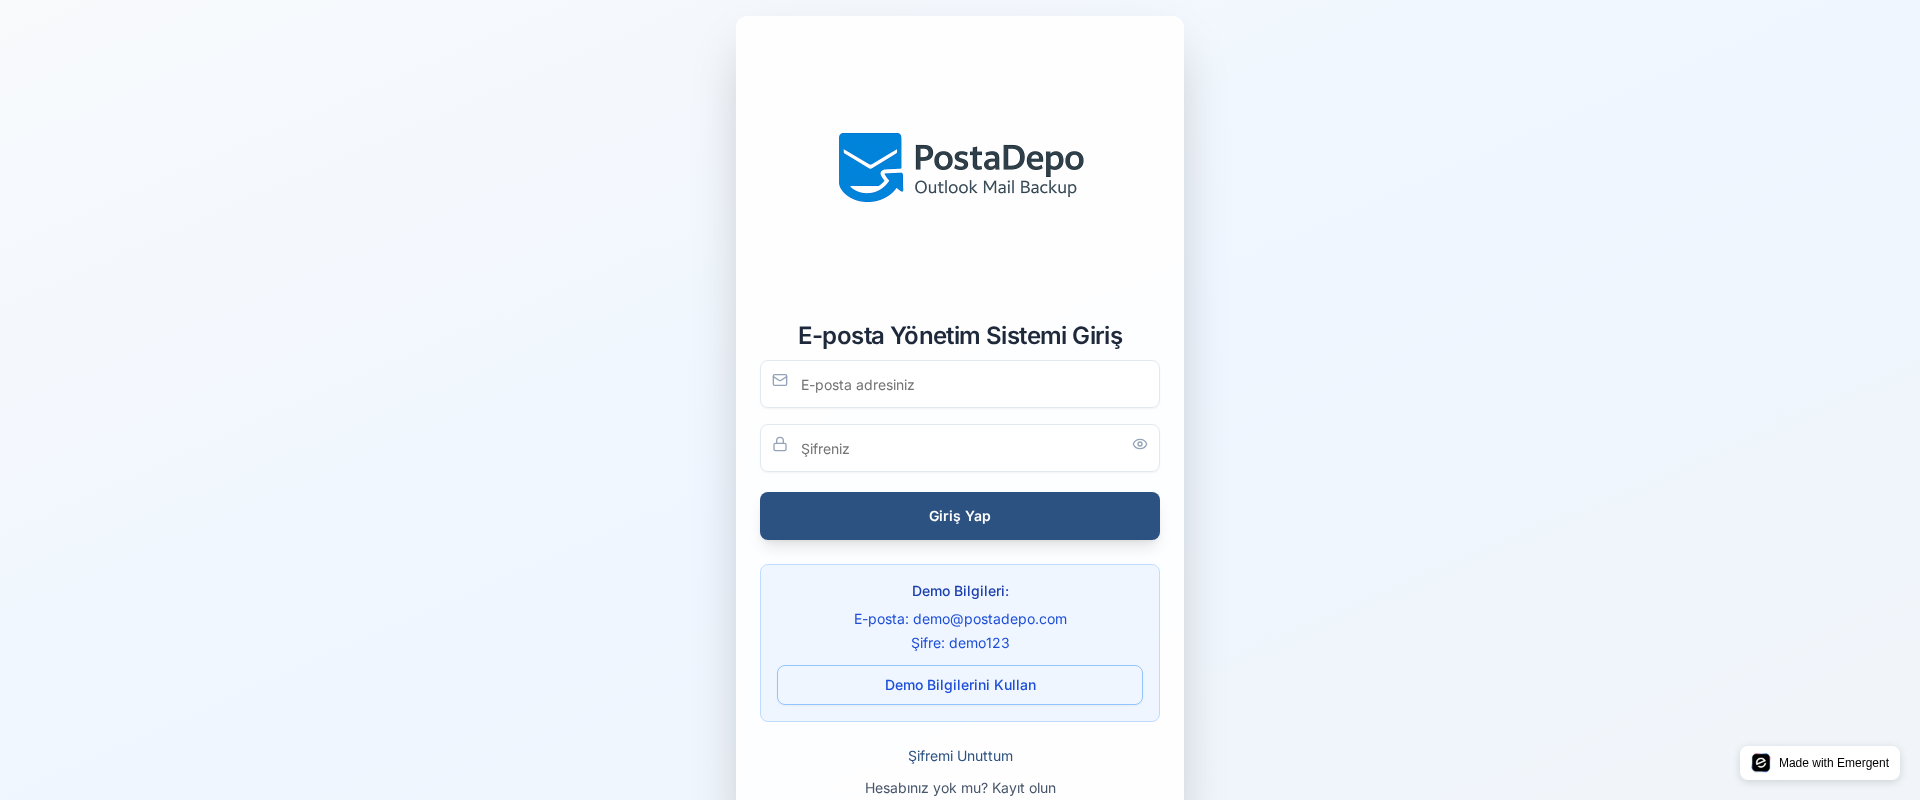 PostaDepo
Outlook Mail Backup
E-posta Yönetim Sistemi Giriş
E-posta adresiniz
Şifreniz
Giriş Yap
Demo Bilgileri:
E-posta: demo@postadepo.com
Şifre: demo123
Demo Bilgilerini Kullan
Şifremi Unuttum
Hesabınız yok mu? Kayıt olun
Made with Emergent